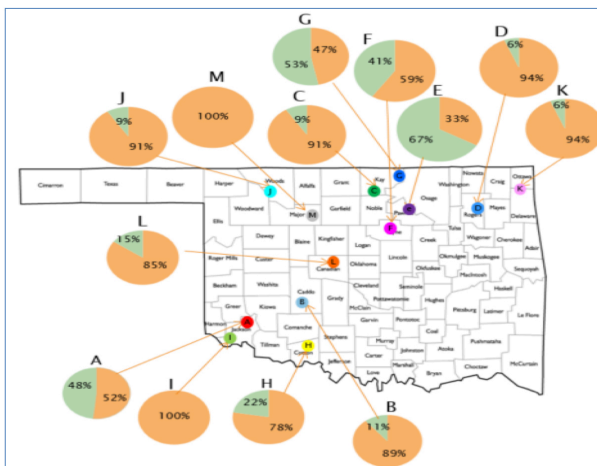 G
F
D
53%
47%
41%
59%
6%
94%
M
E
K
J
C
100%
33%
67%
6%
94%
9%
91%
9%
91%
Cimarron
Texas
Beaver
Harper
Woods
Alfalfa
Grant
Kay
Nowata
Craig
Ottawa
Washington
Osage
J
C
G
K
Woodward
Major
M
Garfield
Noble
e
Rogers
D
Mayes
Delaware
L
F
Dewey
Blaine
Kingfisher
Logan
Creek
Tulsa
Wagoner
Cherokee
Adair
15%
85%
Roger Mills
Custer
L
Canadian
Oklahoma
Lincoln
Okfuskee
Okmulgee
Muskogee
McIntosh
Sequoyah
Beckham
Washita
Caddo
B
Grady
Cleveland
Seminole
Hughes
Haskell
McClain
Pottawatomie
Pittsburg
Latimer
Le Flore
Greer
Kiowa
Harmon
A
Jackson
Comanche
Stephens
Garvin
Pontotoc
Coal
I
Tillman
H
Cotton
Jefferson
Murray
Johnston
Atoka
Pushmataha
Carter
Marshall
Love
Bryan
Choctaw
McCurtain
A
I
H
B
48%
52%
100%
22%
78%
11%
89%